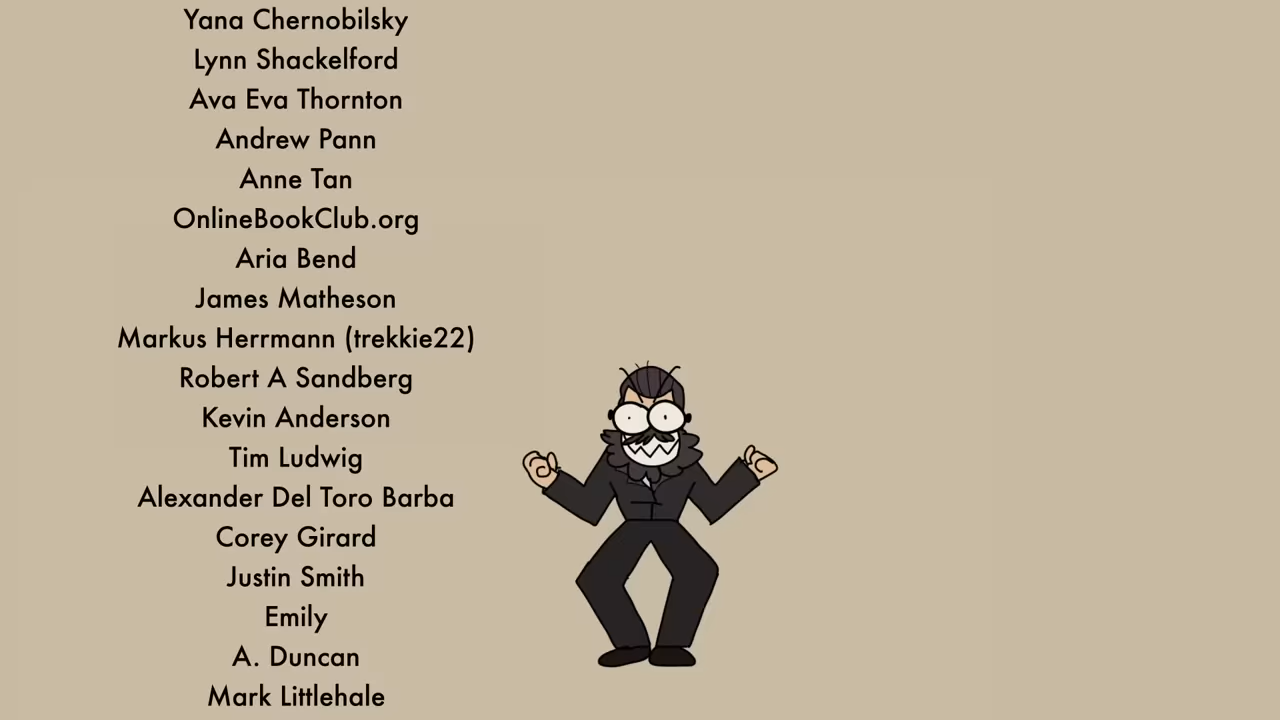 Yana Chernobilsky
Lynn Shackelford
Ava Eva Thornton
Andrew Pann
Anne Tan
OnlineBookClub.org
Aria Bend
James Matheson
Markus Herrmann (trekkie22)
Robert A Sandberg
Kevin Anderson
Tim Ludwig
Alexander Del Toro Barba
Corey Girard
Justin Smith
Emily
A. Duncan
Mark Littlehale